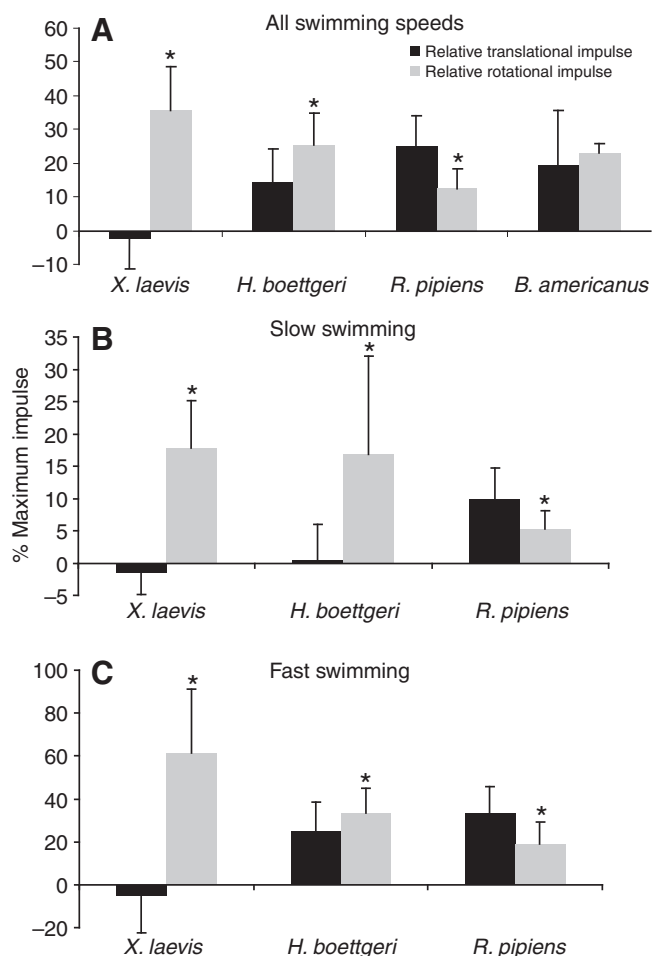 A
All swimming speeds
Relative translational impulse
Relative rotational impulse
60
50
40
30
20
10
0
–10
*
*
*
X. laevis H. boettgeri R. pipiens B. americanus
B
Slow swimming
% Maximum impulse
35
30
25
20
15
10
5
0
–5
*
*
*
X. laevis H. boettgeri R. pipiens
C
Fast swimming
100
80
60
40
20
0
–20
*
*
*
X. laevis H. boettgeri R. pipiens